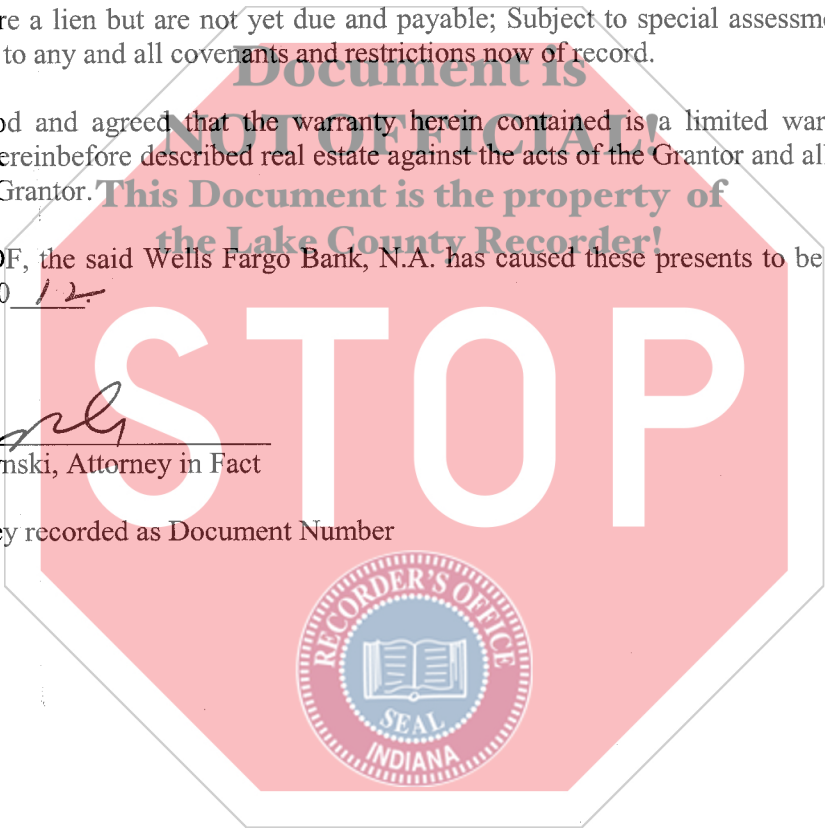 re a lien but are not yet due and payable; Subject to special assessm
to any and all covenants and restrictions now of record.
Document is
od and agreed that the warranty herein contained is a limited war
NOT OFFICIAL!
ereinbefore described real estate against the acts of the Grantor and al
Grantor.
This Document is the property of
the Lake County Recorder!
OF, the said Wells Fargo Bank, N.A. has caused these presents to be
0 12
STOP
nski, Attorney in Fact
ey recorded as Document Number
RECORDER'S OFFICE
SEAL
INDIANA